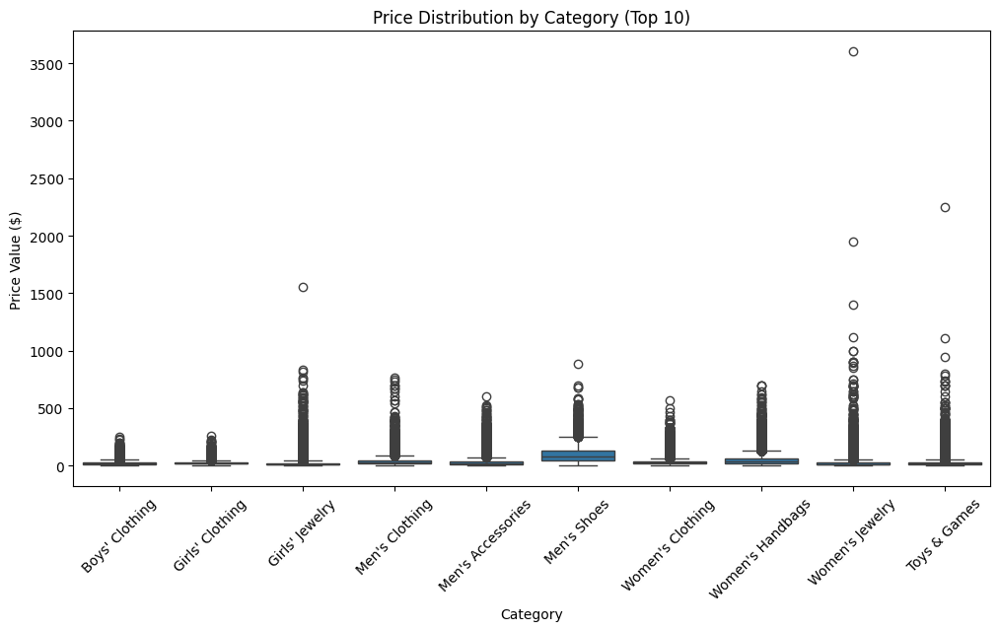 Price Distribution by Category (Top 10)
Price Value ($)
3500
3000
2500
2000
1500
1000
500
0
Boys' Clothing
Girls' Clothing
Girls' Jewelry
Men's Clothing
Men's Accessories
Men's Shoes
Women's Clothing
Women's Handbags
Women's Jewelry
Toys & Games
Category